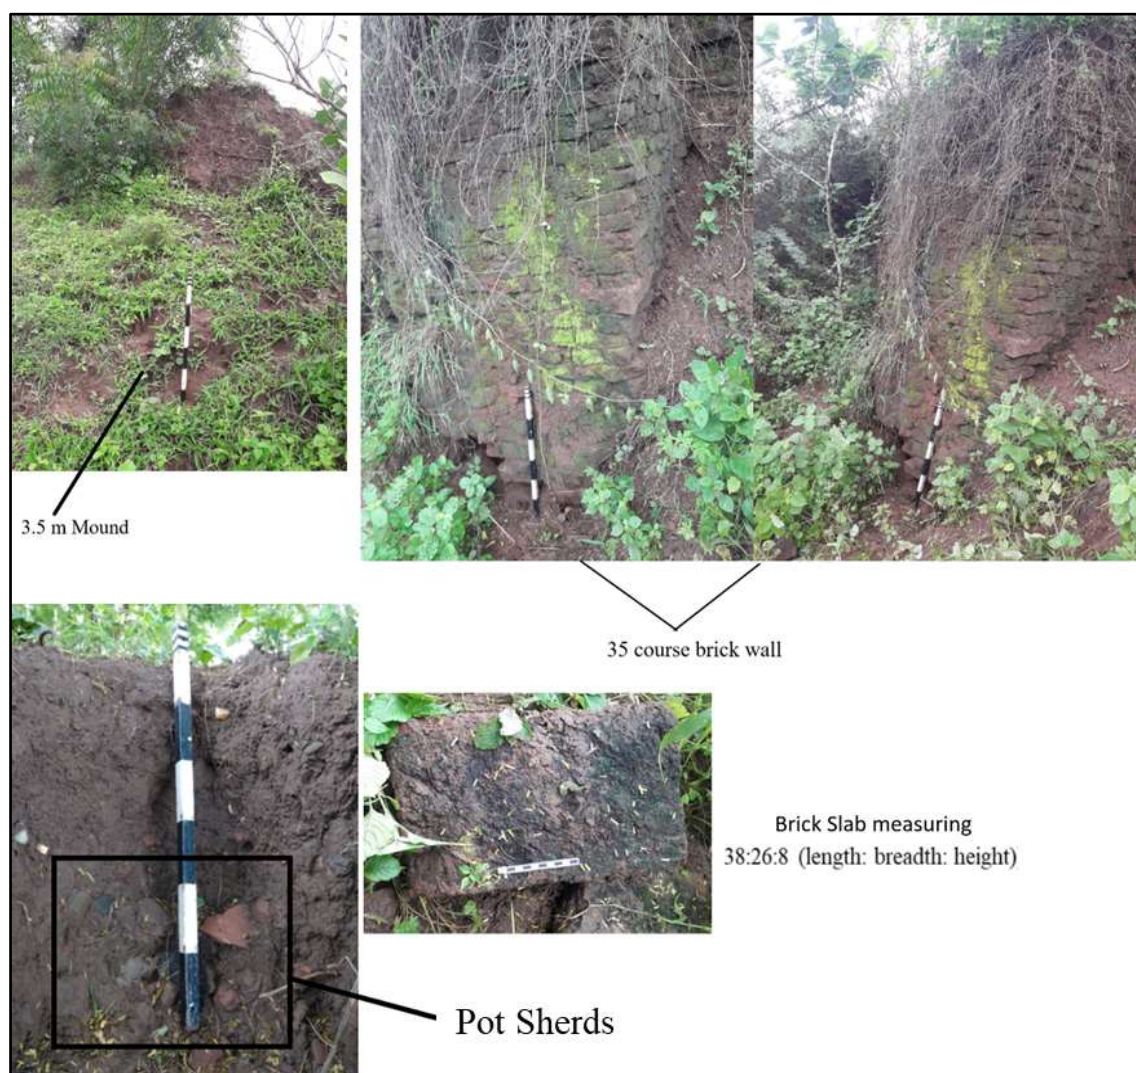 3.5 m Mound
35 course brick wall
Brick Slab measuring
38:26:8 (length: breadth: height)
Pot Sherds